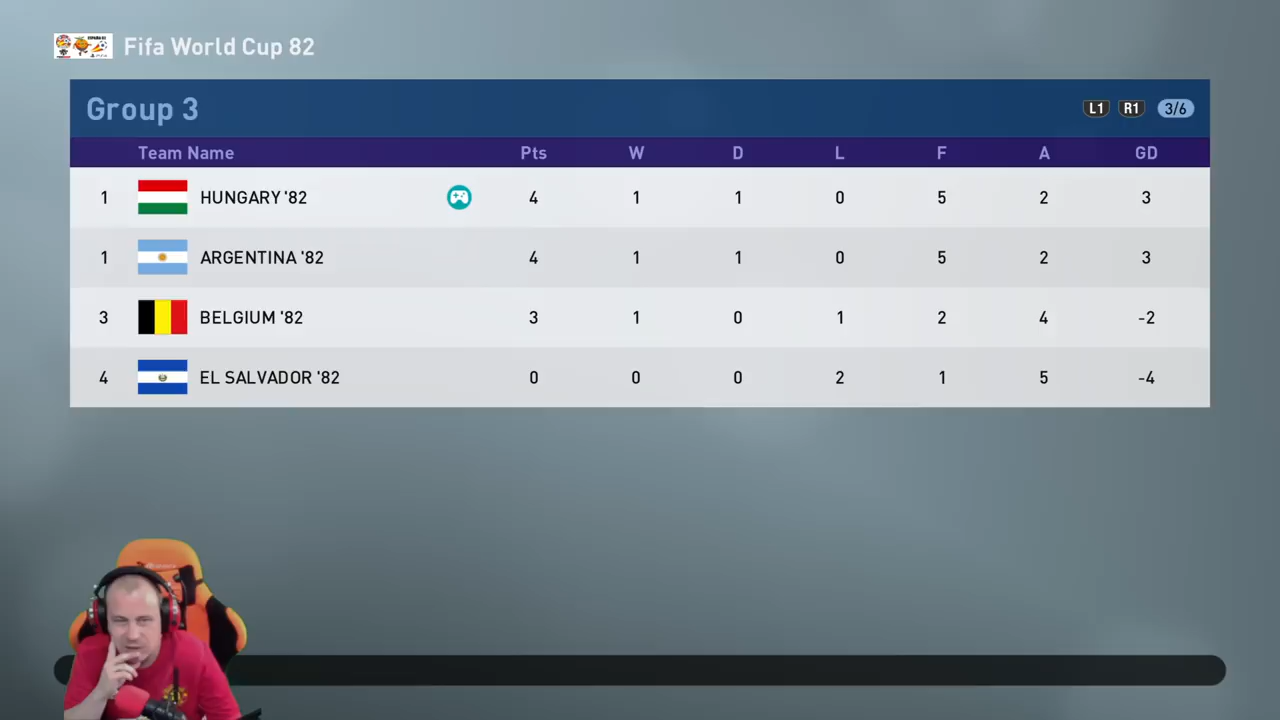 Fifa World Cup 82
Group 3 L1 R1 3/6
Team Name Pts W D L F A GD
1 HUNGARY '82 4 1 1 0 5 2 3
1 ARGENTINA '82 4 1 1 0 5 2 3
3 BELGIUM '82 3 1 0 1 2 4 -2
4 EL SALVADOR '82 0 0 0 2 1 5 -4